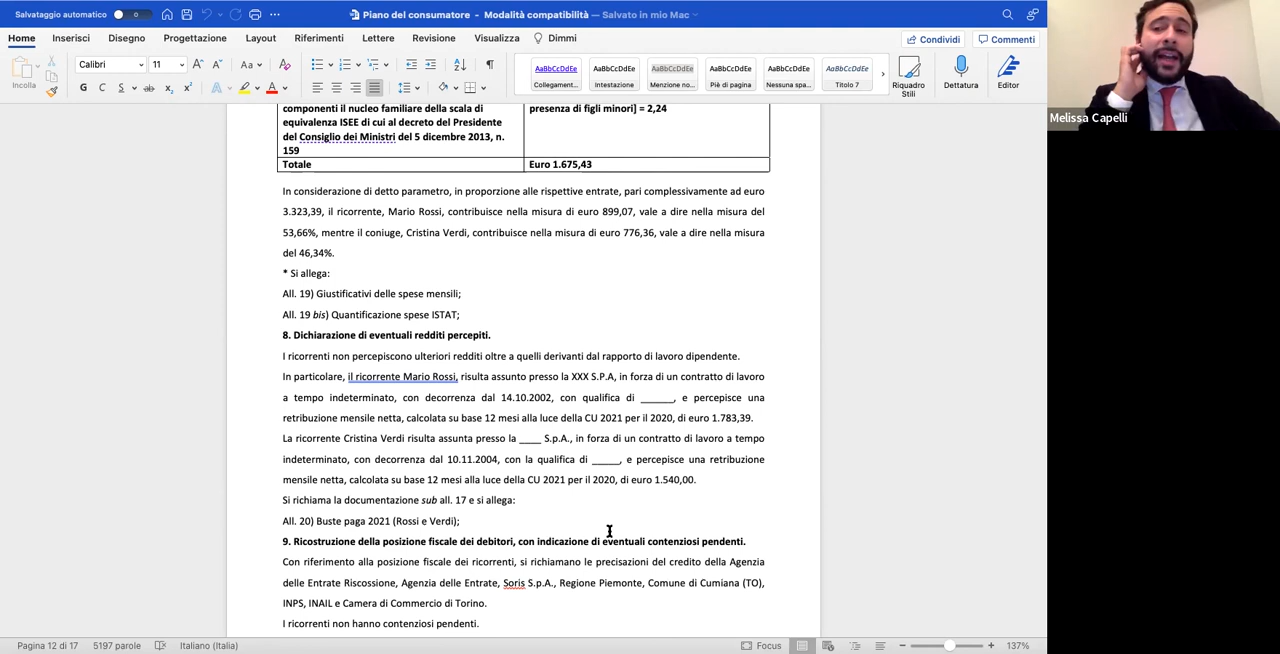 Salvataggio automatico 0 Piano del consumatore - Modalità compatibilità — Salvato in mio Mac
Home Inserisci Disegno Progettazione Layout Riferimenti Lettere Revisione Visualizza Dimmi Condividi Commenti
Incolla Calibri 11 A A Aa A
G C S ab x₂ x² A A
AaBbCcDdEe AaBbCcDdEe AaBbCcDdEe AaBbCcDdEe AaBbCcDdEe AaBbCcDdEe
Collegament... Intestazione Menzione no... Piè di pagina Nessuna spa... Titolo 7
Riquadro Stili Dettatura Editor
Melissa Capelli
componenti il nucleo familiare della scala di
equivalenza ISEE di cui al decreto del Presidente
del Consiglio dei Ministri del 5 dicembre 2013, n.
159
presenza di figli minori] = 2,24
Totale Euro 1.675,43
In considerazione di detto parametro, in proporzione alle rispettive entrate, pari complessivamente ad euro
3.323,39, il ricorrente, Mario Rossi, contribuisce nella misura di euro 899,07, vale a dire nella misura del
53,66%, mentre il coniuge, Cristina Verdi, contribuisce nella misura di euro 776,36, vale a dire nella misura
del 46,34%.
* Si allega:
All. 19) Giustificativi delle spese mensili;
All. 19 bis) Quantificazione spese ISTAT;
8. Dichiarazione di eventuali redditi percepiti.
I ricorrenti non percepiscono ulteriori redditi oltre a quelli derivanti dal rapporto di lavoro dipendente.
In particolare, il ricorrente Mario Rossi, risulta assunto presso la XXX S.P.A, in forza di un contratto di lavoro
a tempo indeterminato, con decorrenza dal 14.10.2002, con qualifica di ______, e percepisce una
retribuzione mensile netta, calcolata su base 12 mesi alla luce della CU 2021 per il 2020, di euro 1.783,39.
La ricorrente Cristina Verdi risulta assunta presso la ____ S.p.A., in forza di un contratto di lavoro a tempo
indeterminato, con decorrenza dal 10.11.2004, con la qualifica di _____, e percepisce una retribuzione
mensile netta, calcolata su base 12 mesi alla luce della CU 2021 per il 2020, di euro 1.540,00.
Si richiama la documentazione sub all. 17 e si allega:
All. 20) Buste paga 2021 (Rossi e Verdi);
9. Ricostruzione della posizione fiscale dei debitori, con indicazione di eventuali contenziosi pendenti.
Con riferimento alla posizione fiscale dei ricorrenti, si richiamano le precisazioni del credito della Agenzia
delle Entrate Riscossione, Agenzia delle Entrate, Soris S.p.A., Regione Piemonte, Comune di Cumiana (TO),
INPS, INAIL e Camera di Commercio di Torino.
I ricorrenti non hanno contenziosi pendenti.
Pagina 12 di 17 5197 parole Italiano (Italia) Focus 137%